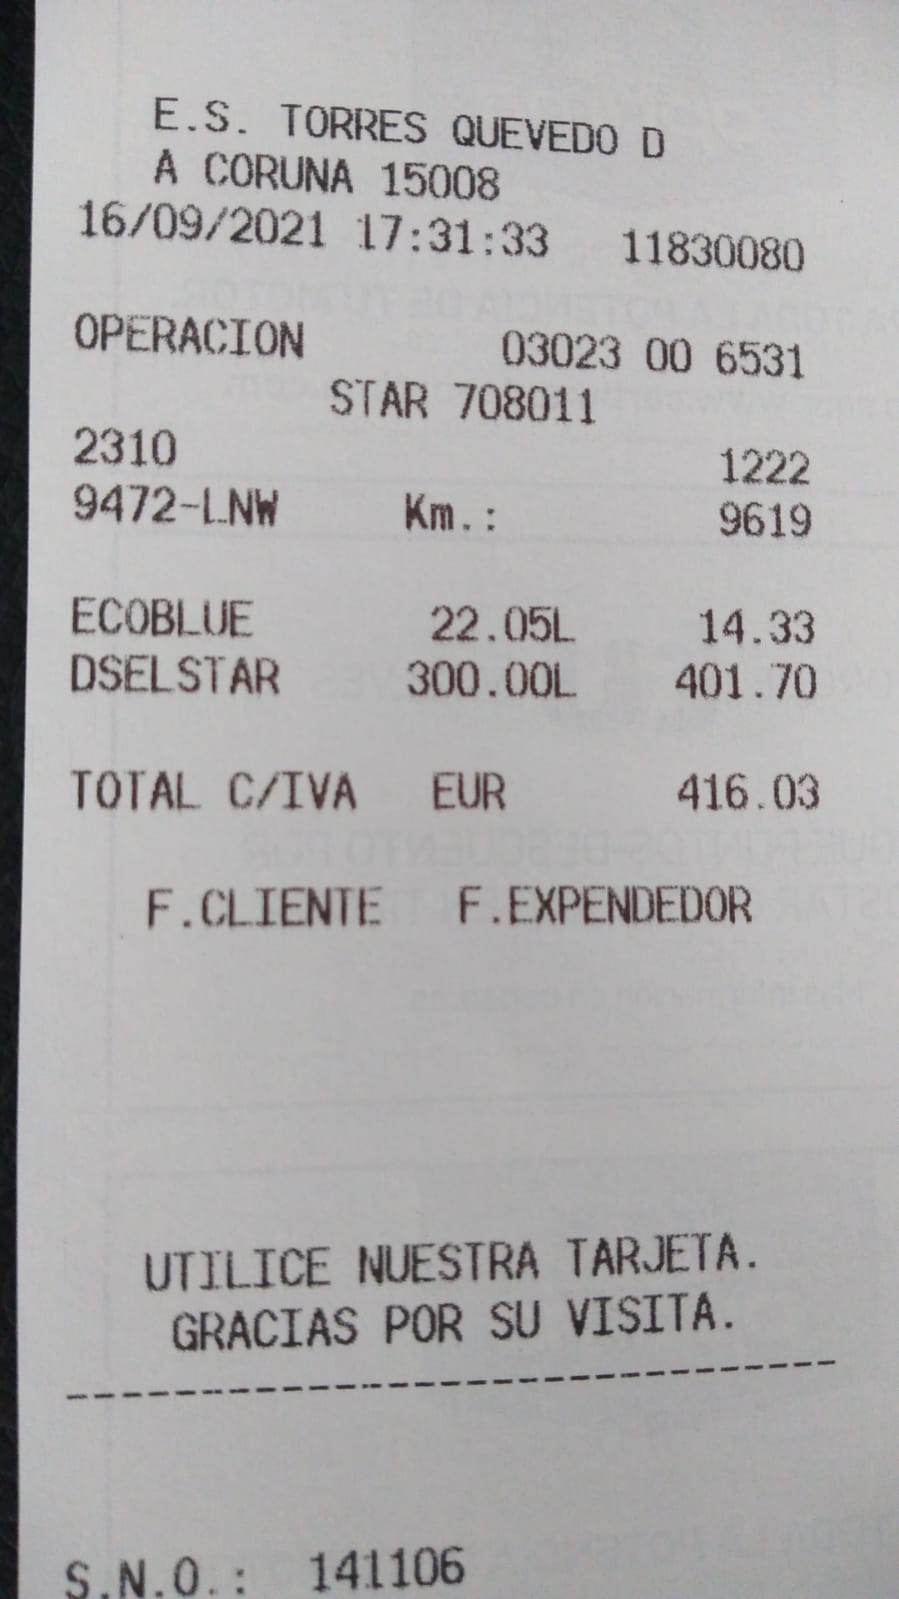 E.S. TORRES QUEVEDO D
A CORUNA 15008
16/09/2021 17:31:33 11830080
OPERACION 03023 00 6531
STAR 708011
2310 1222
9472-LNW Km.: 9619
ECOBLUE 22.05L 14.33
DSELSTAR 300.00L 401.70
TOTAL C/IVA EUR 416.03
F.CLIENTE F.EXPENDEDOR
UTILICE NUESTRA TARJETA.
GRACIAS POR SU VISITA.
--------------------------------
S.N.O.: 141106